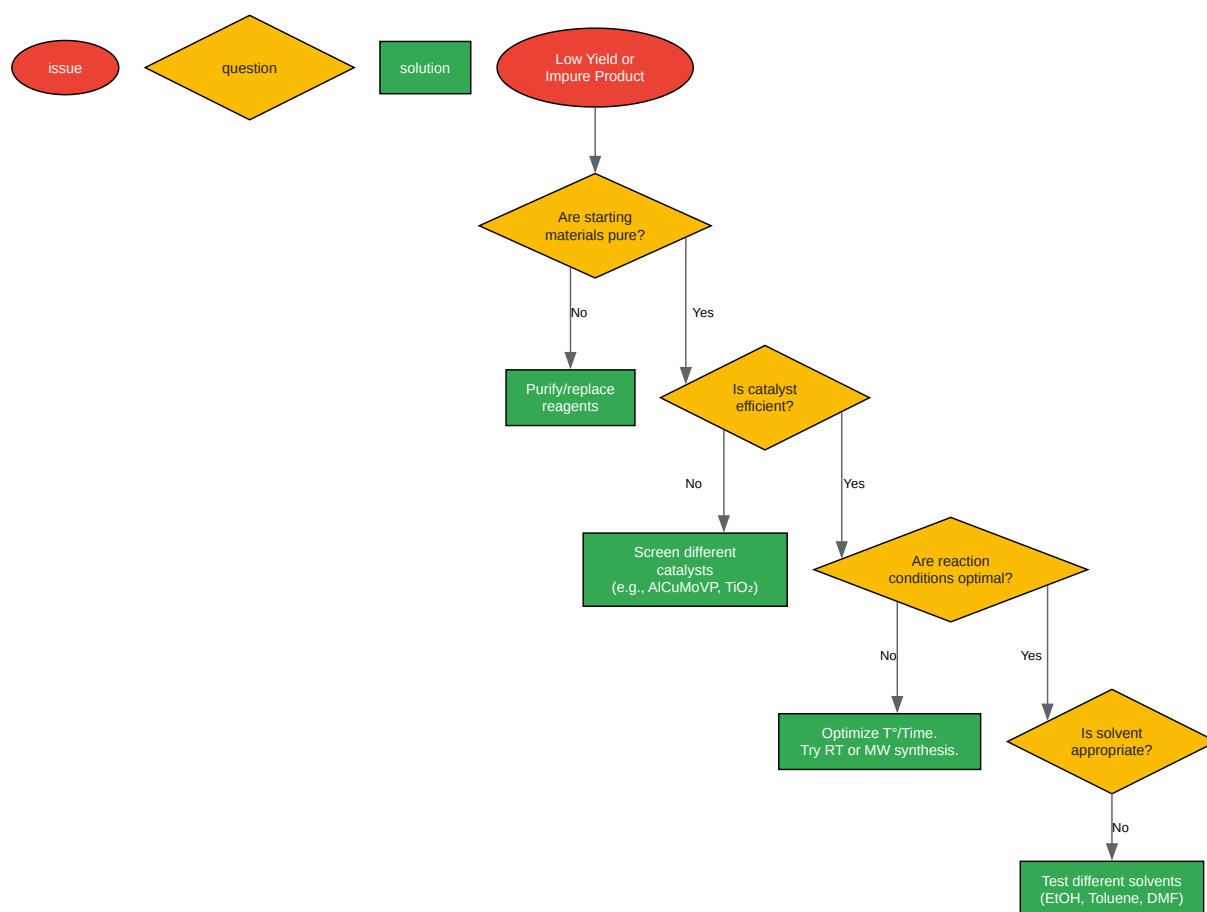 issue
question
solution
Low Yield or
Impure Product
Are starting
materials pure?
No
Yes
Purify/replace
reagents
Is catalyst
efficient?
No
Yes
Screen different
catalysts
(e.g., AlCuMoVP, TiO₂)
Are reaction
conditions optimal?
No
Yes
Optimize T°/Time.
Try RT or MW synthesis.
Is solvent
appropriate?
No
Test different solvents
(EtOH, Toluene, DMF)